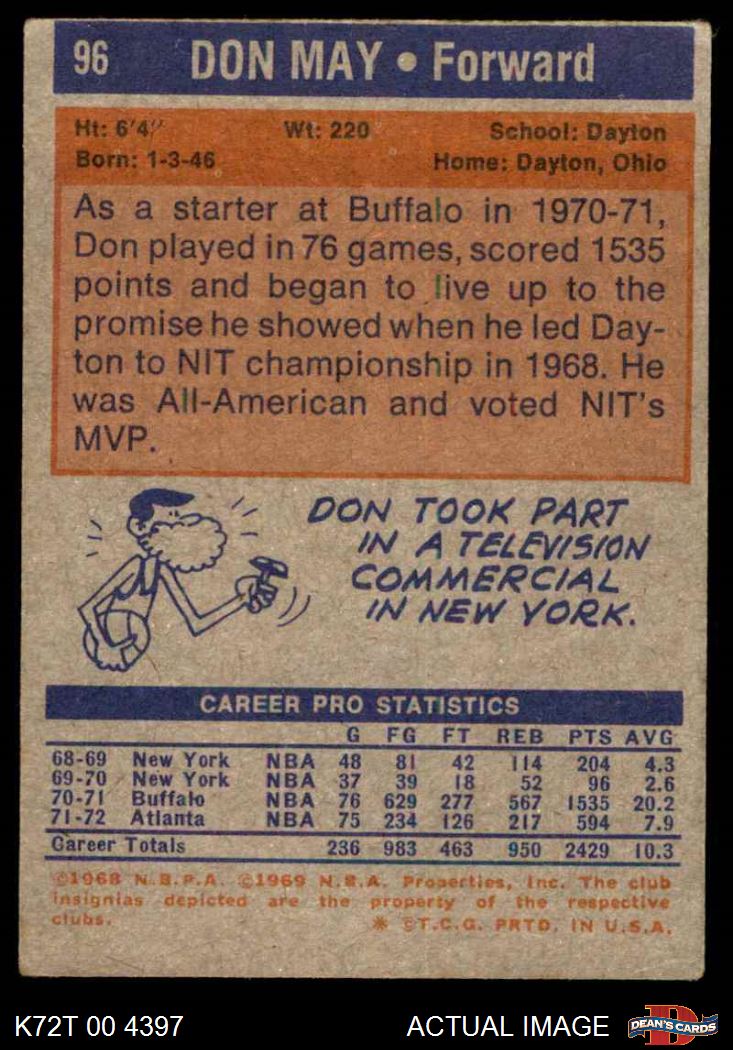 96 DON MAY • Forward
Ht: 6'4" Wt: 220 School: Dayton
Born: 1-3-46 Home: Dayton, Ohio
As a starter at Buffalo in 1970-71,
Don played in 76 games, scored 1535
points and began to live up to the
promise he showed when he led Day-
ton to NIT championship in 1968. He
was All-American and voted NIT's
MVP.
DON TOOK PART
IN A TELEVISION
COMMERCIAL
IN NEW YORK.
CAREER PRO STATISTICS
G FG FT REB PTS AVG
68-69 New York NBA 48 81 42 114 204 4.3
69-70 New York NBA 37 39 18 52 96 2.6
70-71 Buffalo NBA 76 629 277 567 1535 20.2
71-72 Atlanta NBA 75 234 126 217 594 7.9
Career Totals 236 983 463 950 2429 10.3
©1968 N.B.P.A. ©1969 N.B.A. Properties, Inc. The club
insignias depicted are the property of the respective
clubs. * ©T.C.G. PRTD. IN U.S.A.
K72T 00 4397 ACTUAL IMAGE D DEAN'S CARDS